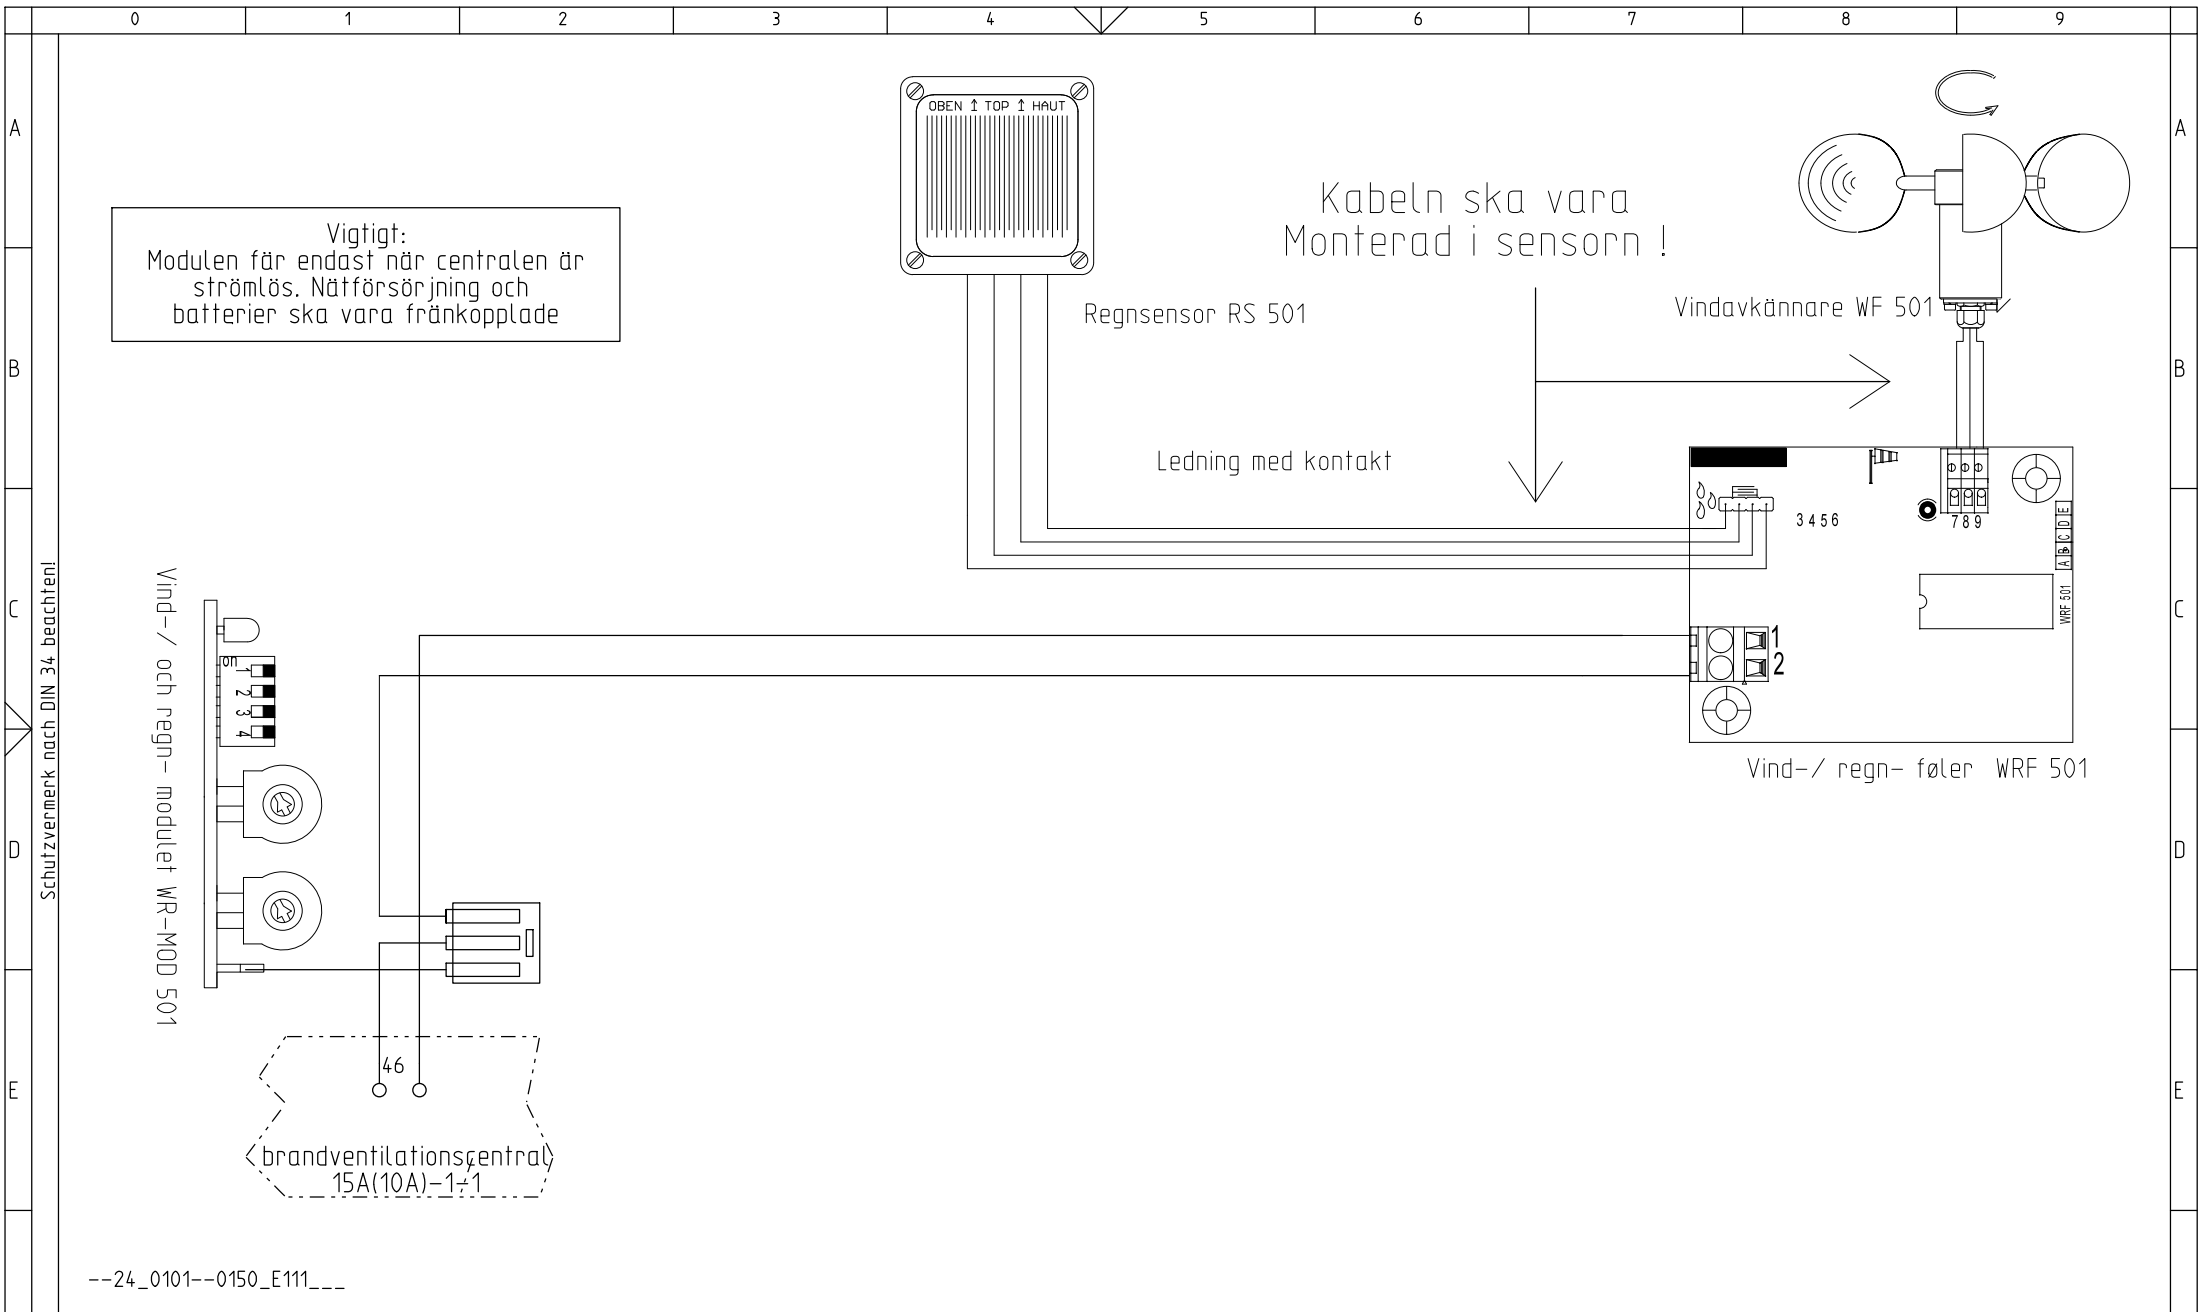 0 1 2 3 4 5 6 7 8 9
A
A
OBEN ↑ TOP ↑ HAUT
Kabeln ska vara
Monterad i sensorn !
Vigtigt:
Modulen fär endast när centralen är
strömlös. Nätförsörjning och
batterier ska vara fränkopplade
Regnsensor RS 501
Vindavkännare WF 501
B
B
Ledning med kontakt
3 4 5 6
7 8 9
A B C D E
WRF 501
C
C
Schutzvermerk nach DIN 34 beachten!
Vind-/ och regn- modulet WR-MOD 501
on
1
2
3
4
1
2
Vind-/ regn- føler WRF 501
D
D
46
E
E
brandventilationscentral
15A(10A)-1-1
--24_0101--0150_E111___